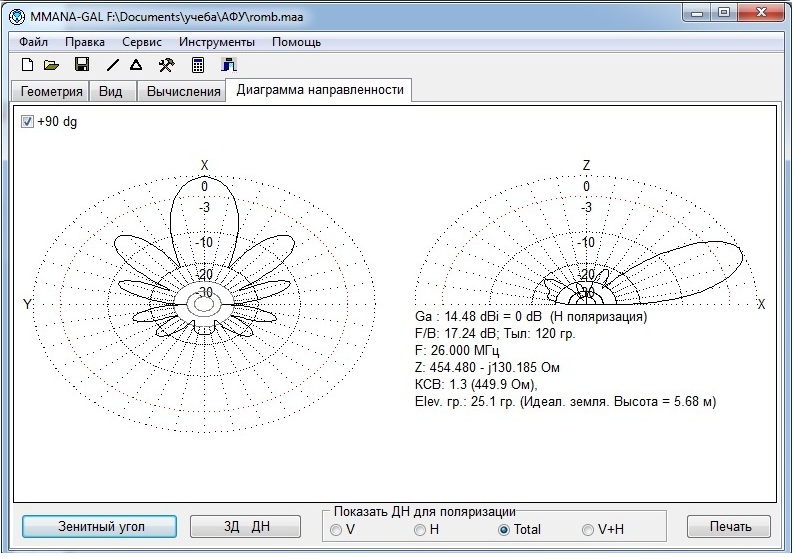 MMANA-GAL F:\Documents\учеба\АФУ\romb.maa
Файл Правка Сервис Инструменты Помощь
Геометрия Вид Вычисления Диаграмма направленности
+90 dg
X
0
-3
-10
-20
-30
Y
Z
0
-3
-10
-20
-30
X
Ga : 14.48 dBi = 0 dB (H поляризация)
F/B: 17.24 dB; Тыл: 120 гр.
F: 26.000 МГц
Z: 454.480 - j130.185 Ом
КСВ: 1.3 (449.9 Ом),
Elev. гр.: 25.1 гр. (Идеал. земля. Высота = 5.68 м)
Зенитный угол
3Д ДН
Показать ДН для поляризации
V H Total V+H
Печать